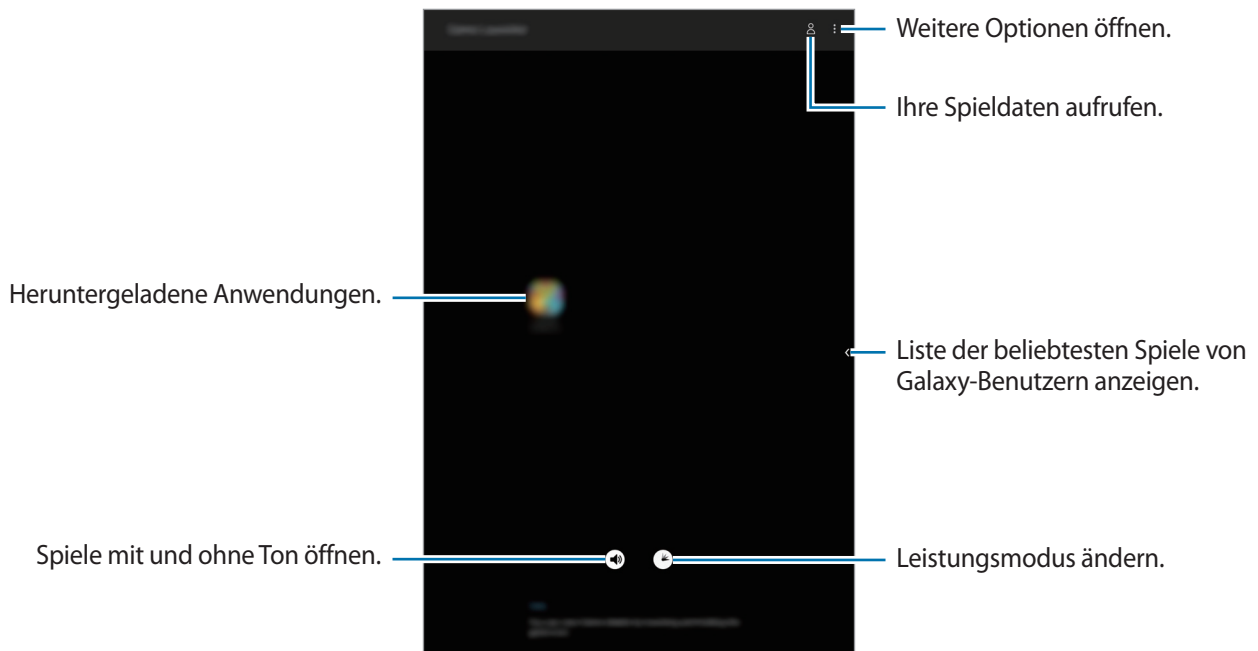 Weitere Optionen öffnen.
Ihre Spieldaten aufrufen.
Heruntergeladene Anwendungen.
Liste der beliebtesten Spiele von
Galaxy-Benutzern anzeigen.
Spiele mit und ohne Ton öffnen.
Leistungsmodus ändern.